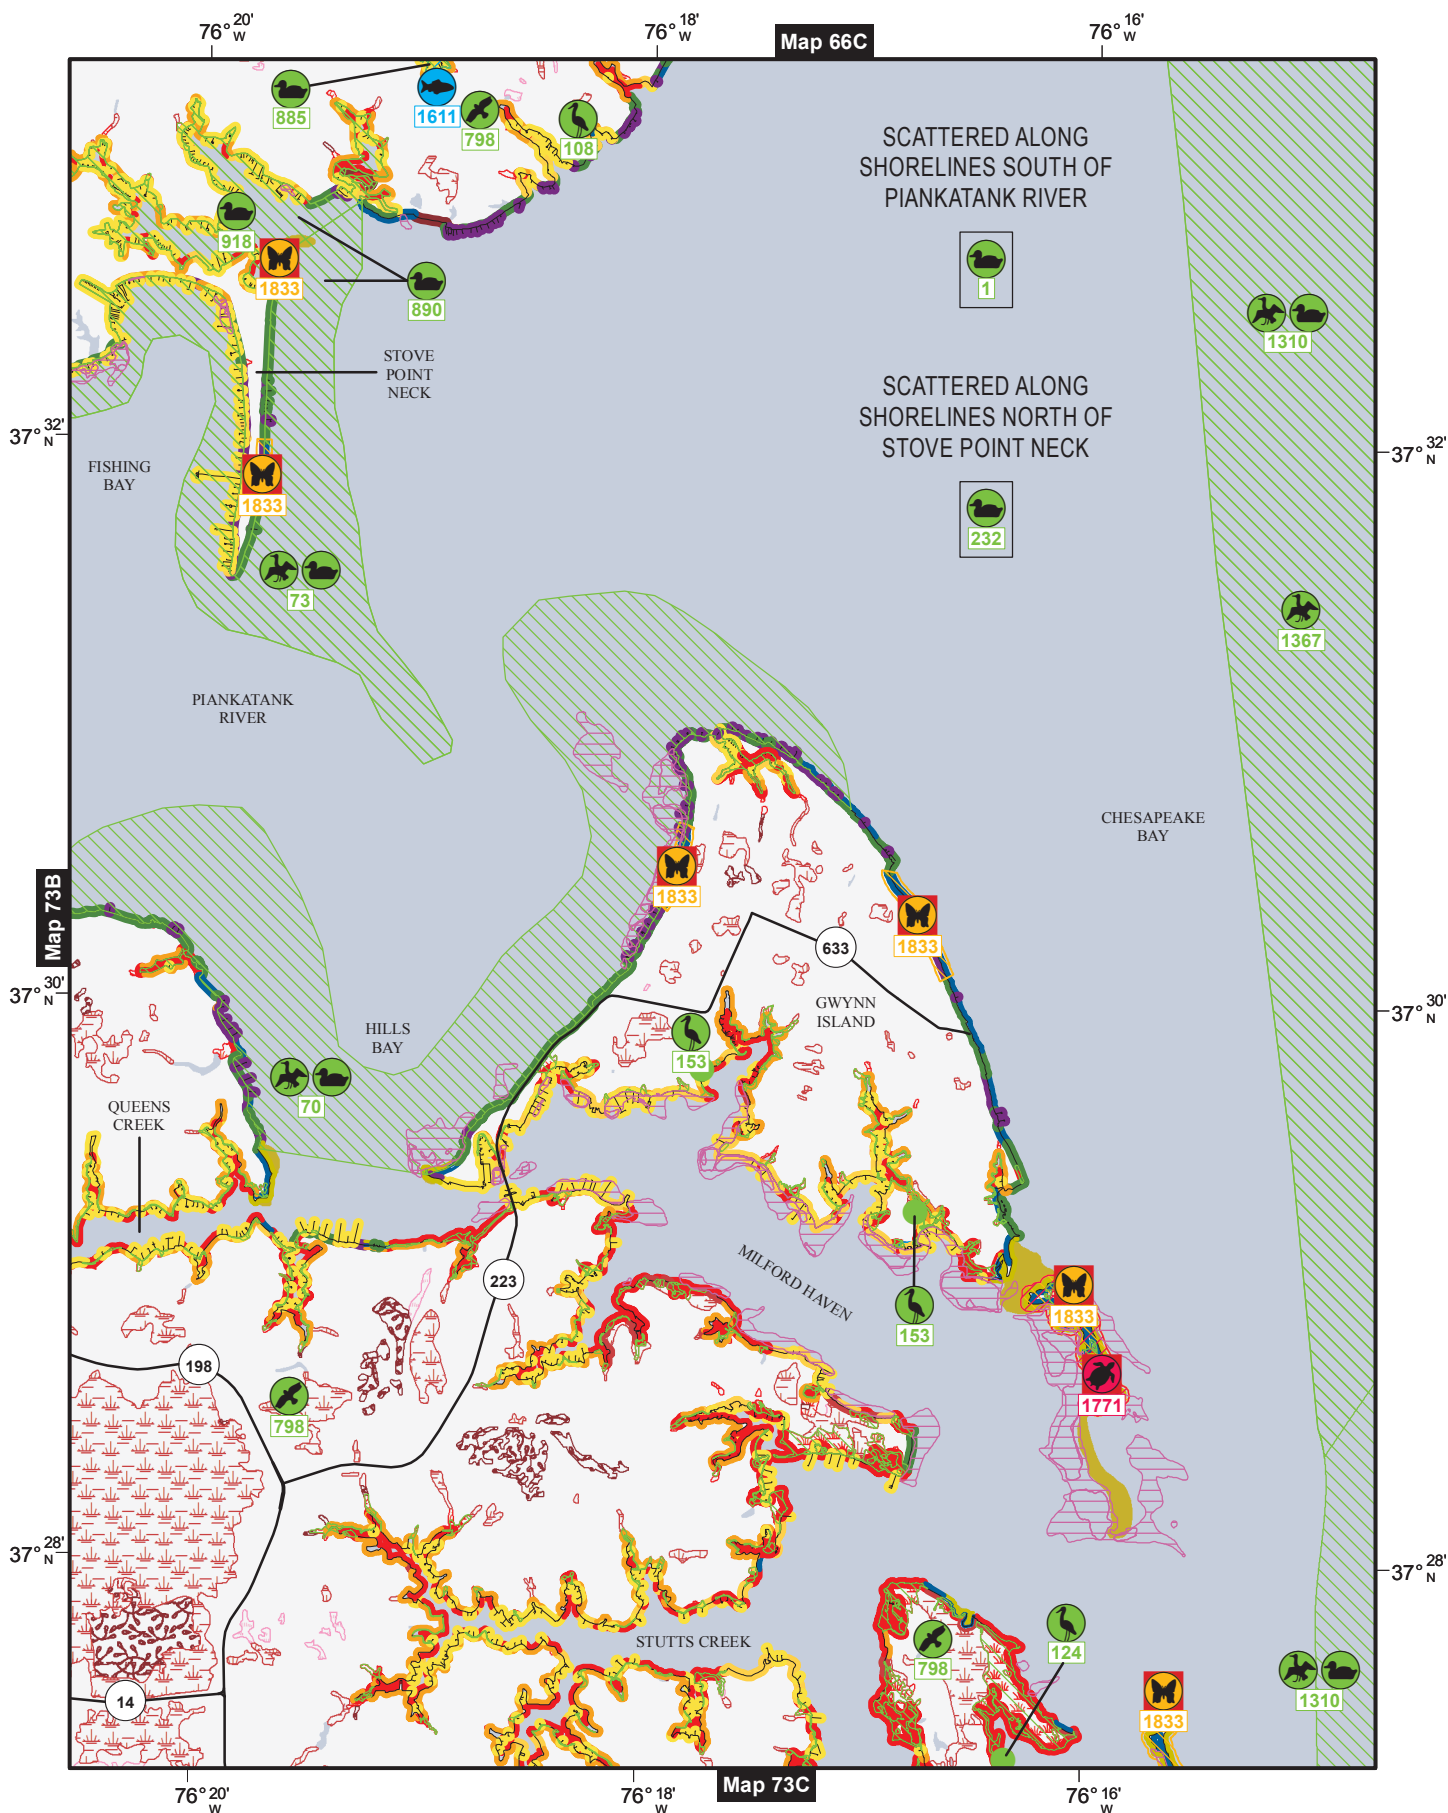 76° 20' W
76° 18' W
76° 16' W
Map 66C
885
1611
798
108
SCATTERED ALONG
SHORELINES SOUTH OF
PIANKATANK RIVER
1
918
1833
890
1310
STOVE
POINT
NECK
SCATTERED ALONG
SHORELINES NORTH OF
STOVE POINT NECK
232
37° 32' N
37° 32' N
FISHING
BAY
1833
73
1367
PIANKATANK
RIVER
CHESAPEAKE
BAY
Map 73B
1833
1833
633
37° 30' N
37° 30' N
GWYNN
ISLAND
HILLS
BAY
153
70
QUEENS
CREEK
MILFORD HAVEN
223
153
1833
198
1771
798
37° 28' N
37° 28' N
STUTTS CREEK
798
124
14
1833
1310
76° 20' W
76° 18' W
76° 16' W
Map 73C